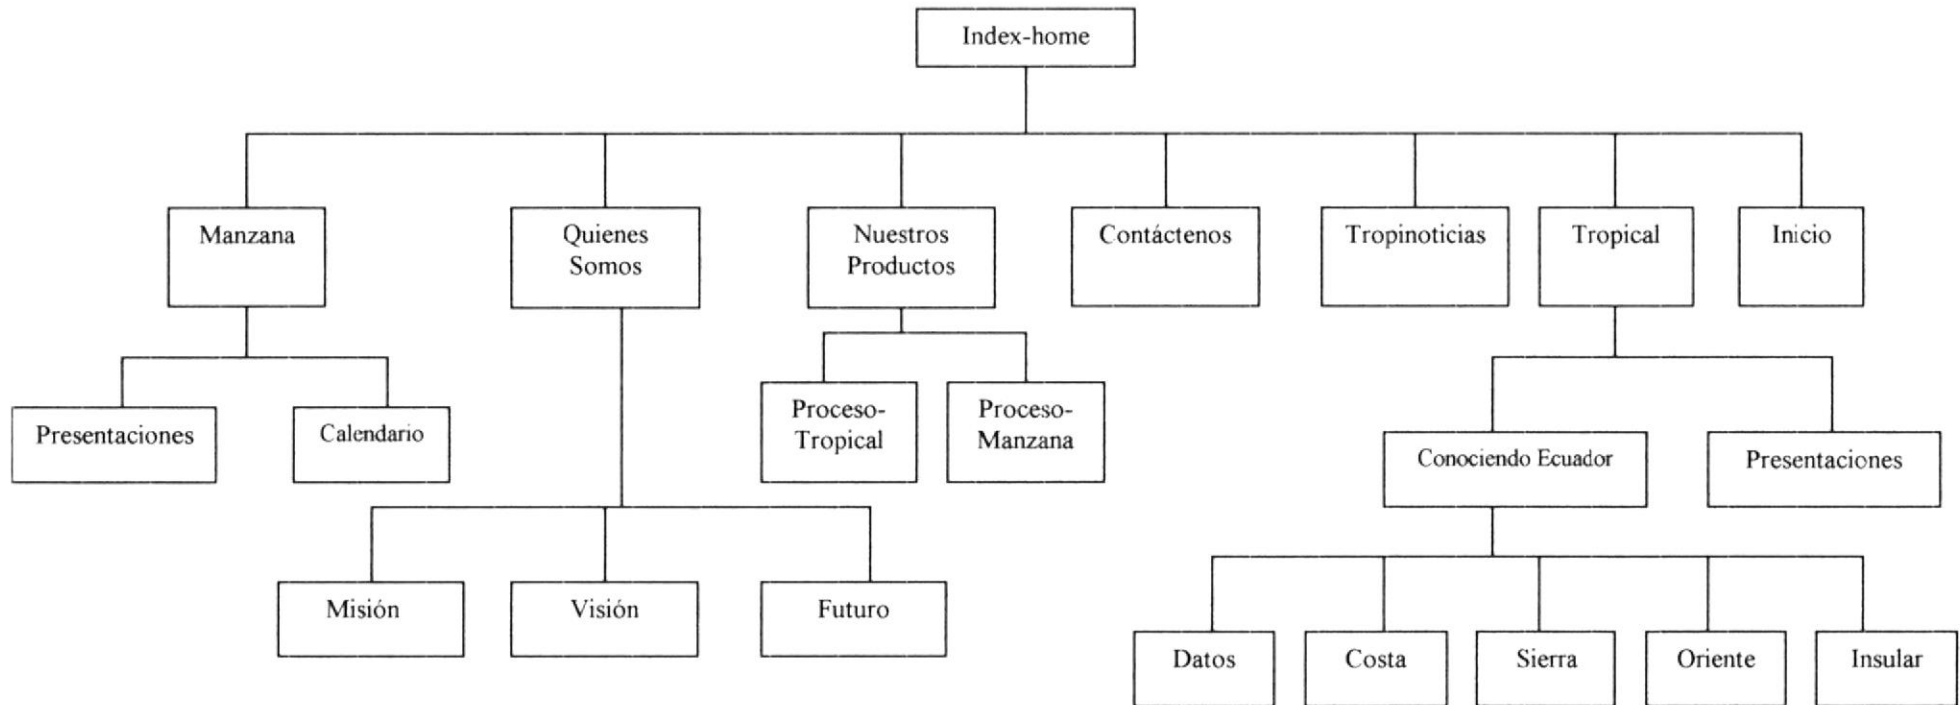 Index-home
Manzana
Quienes
Somos
Nuestros
Productos
Contáctenos
Tropinoticias
Tropical
Inicio
Presentaciones
Calendario
Proceso-
Tropical
Proceso-
Manzana
Conociendo Ecuador
Presentaciones
Misión
Visión
Futuro
Datos
Costa
Sierra
Oriente
Insular